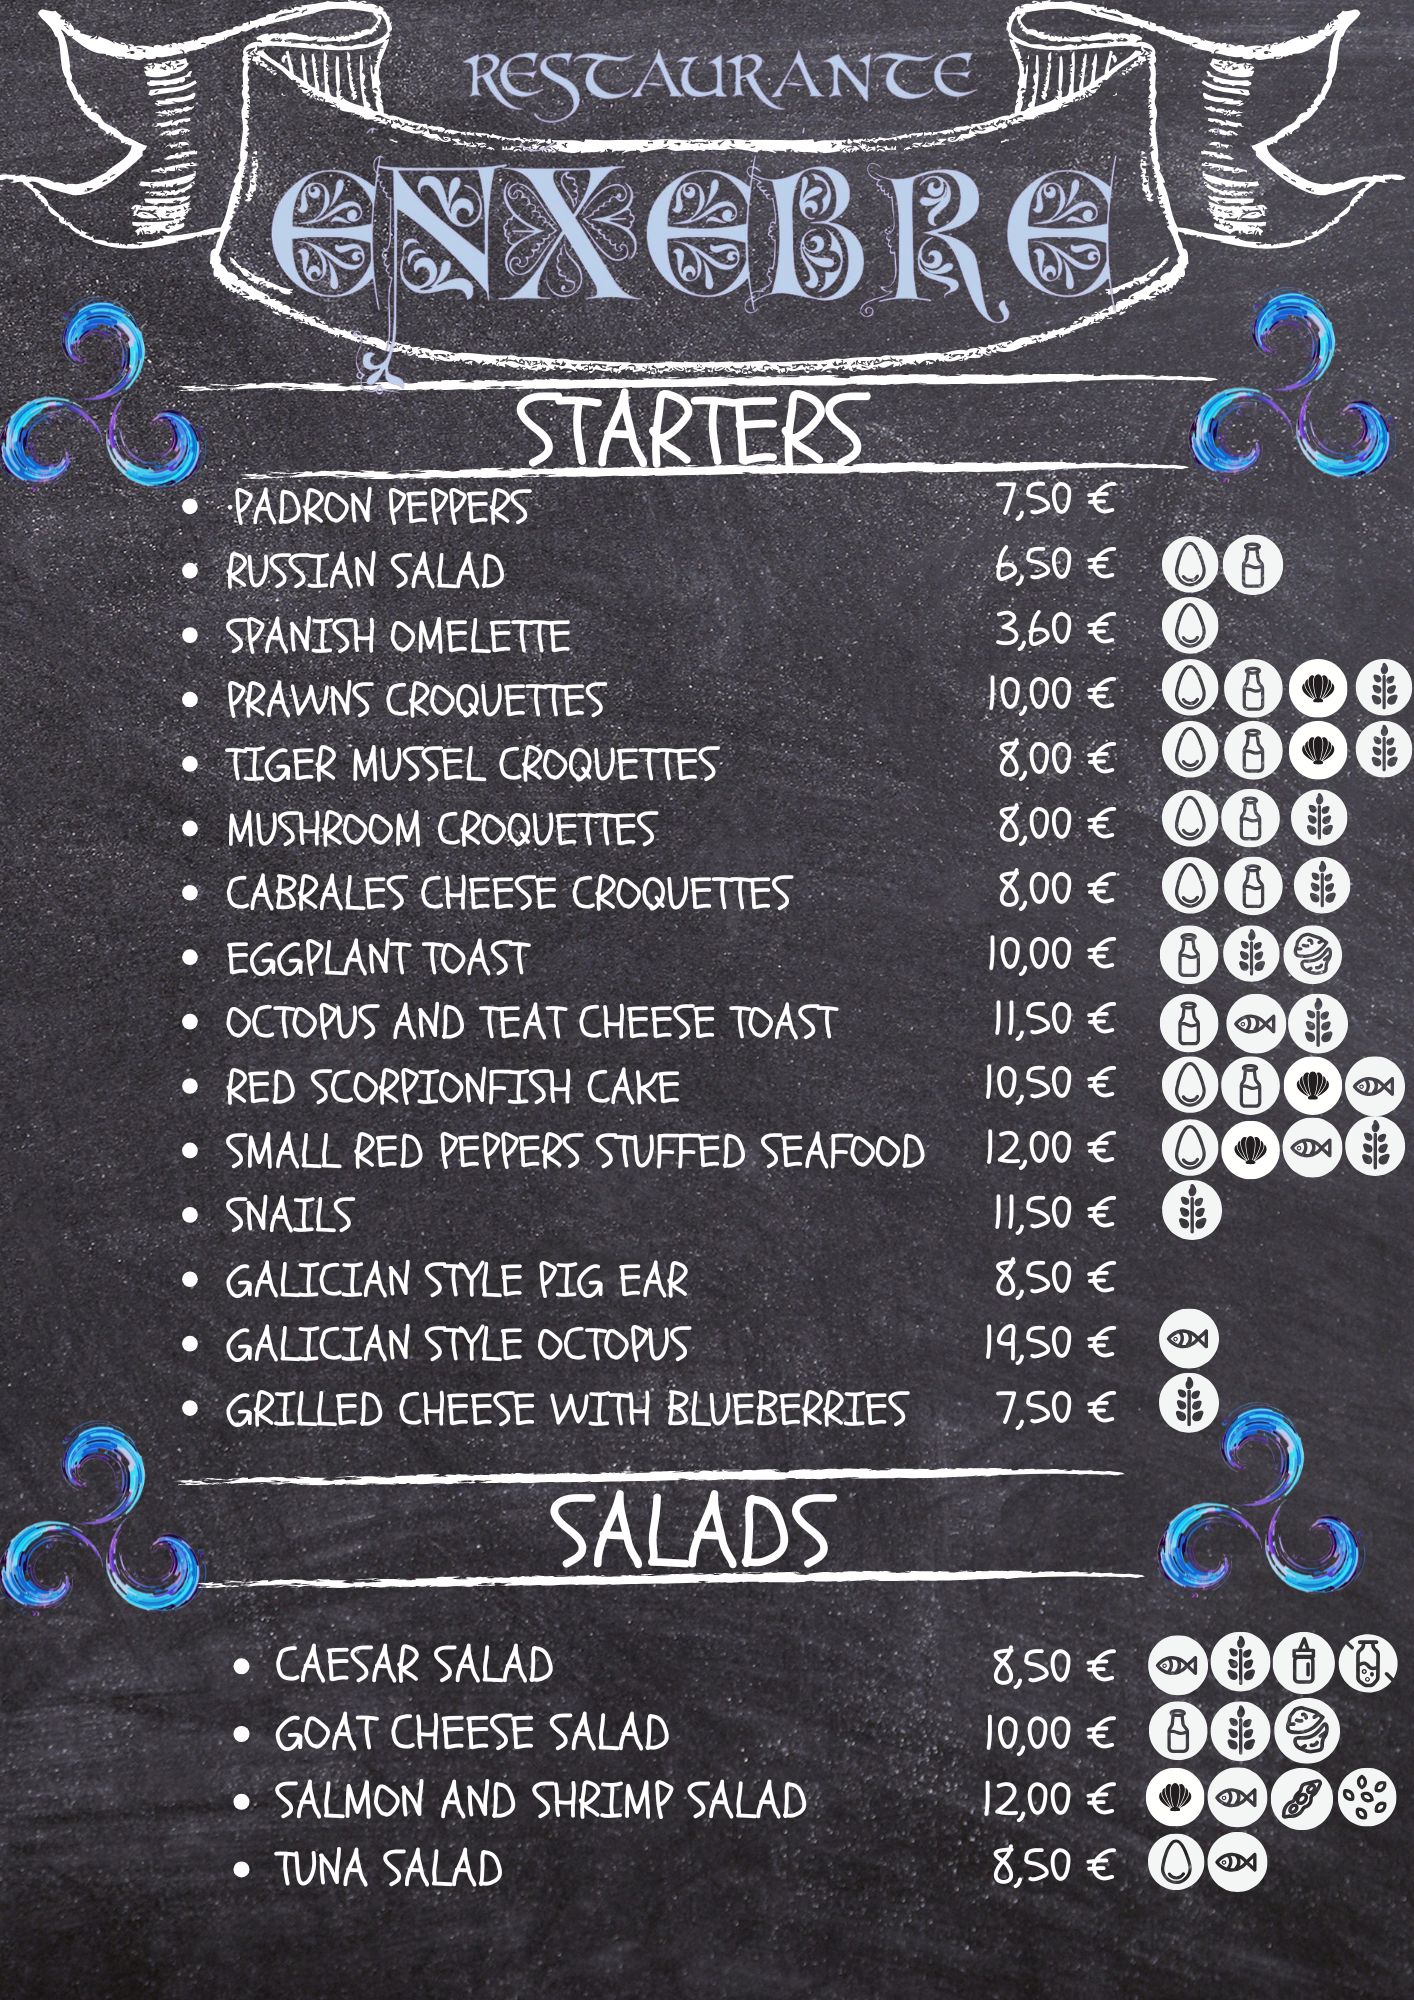 RESTAURANTE
ENXEBRE
STARTERS
• ·PADRON PEPPERS 7,50 €
• RUSSIAN SALAD 6,50 €
• SPANISH OMELETTE 3,60 €
• PRAWNS CROQUETTES 10,00 €
• TIGER MUSSEL CROQUETTES 8,00 €
• MUSHROOM CROQUETTES 8,00 €
• CABRALES CHEESE CROQUETTES 8,00 €
• EGGPLANT TOAST 10,00 €
• OCTOPUS AND TEAT CHEESE TOAST 11,50 €
• RED SCORPIONFISH CAKE 10,50 €
• SMALL RED PEPPERS STUFFED SEAFOOD 12,00 €
• SNAILS 11,50 €
• GALICIAN STYLE PIG EAR 8,50 €
• GALICIAN STYLE OCTOPUS 19,50 €
• GRILLED CHEESE WITH BLUEBERRIES 7,50 €
SALADS
• CAESAR SALAD 8,50 €
• GOAT CHEESE SALAD 10,00 €
• SALMON AND SHRIMP SALAD 12,00 €
• TUNA SALAD 8,50 €